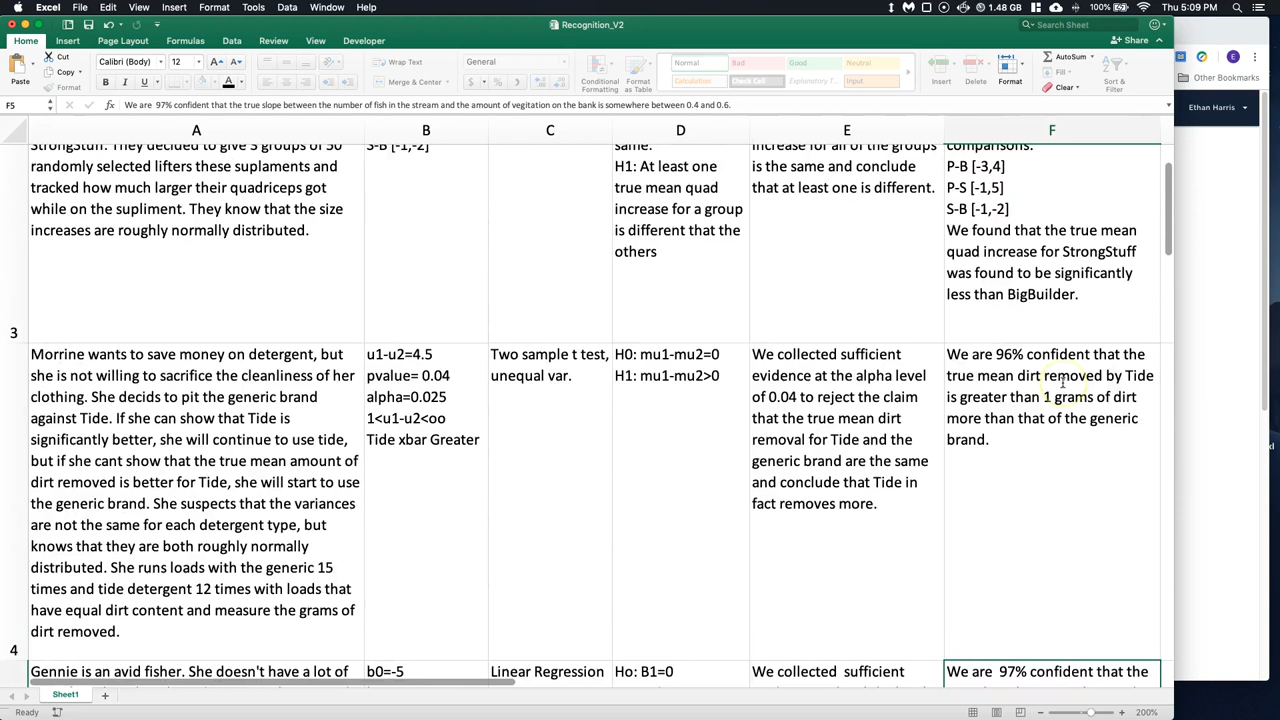 Excel File Edit View Insert Format Tools Data Window Help 1.48 GB 100% Thu 5:09 PM
Recognition_V2 Search Sheet
Home Insert Page Layout Formulas Data Review View Developer Share
Cut Calibri (Body) 12 Wrap Text General Normal Bad Good Neutral AutoSum
Copy Fill
Paste Format B I U Merge & Center $ % Conditional Formatting Format as Table Calculation Check Cell Explanatory T... Input Insert Delete Format Clear Sort & Filter
Other Bookmarks
Ethan Harris
F5 fx We are 97% confident that the true slope between the number of fish in the stream and the amount of vegitation on the bank is somewhere between 0.4 and 0.6.
A B C D E F
StrongStuff. They decided to give 3 groups of 50
randomly selected lifters these suplaments and
tracked how much larger their quadriceps got
while on the supliment. They know that the size
increases are roughly normally distributed.
S-B [-1,-2]
same.
H1: At least one
true mean quad
increase for a group
is different that the
others
increase for all of the groups
is the same and conclude
that at least one is different.
comparisons:
P-B [-3,4]
P-S [-1,5]
S-B [-1,-2]
We found that the true mean
quad increase for StrongStuff
was found to be significantly
less than BigBuilder.
3
Morrine wants to save money on detergent, but
she is not willing to sacrifice the cleanliness of her
clothing. She decides to pit the generic brand
against Tide. If she can show that Tide is
significantly better, she will continue to use tide,
but if she cant show that the true mean amount of
dirt removed is better for Tide, she will start to use
the generic brand. She suspects that the variances
are not the same for each detergent type, but
knows that they are both roughly normally
distributed. She runs loads with the generic 15
times and tide detergent 12 times with loads that
have equal dirt content and measure the grams of
dirt removed.
u1-u2=4.5
pvalue= 0.04
alpha=0.025
1<u1-u2<oo
Tide xbar Greater
Two sample t test,
unequal var.
H0: mu1-mu2=0
H1: mu1-mu2>0
We collected sufficient
evidence at the alpha level
of 0.04 to reject the claim
that the true mean dirt
removal for Tide and the
generic brand are the same
and conclude that Tide in
fact removes more.
We are 96% confident that the
true mean dirt removed by Tide
is greater than 1 grams of dirt
more than that of the generic
brand.
4
Gennie is an avid fisher. She doesn't have a lot of
b0=-5
Linear Regression
Ho: B1=0
We collected sufficient
We are 97% confident that the
Sheet1
Ready 200%